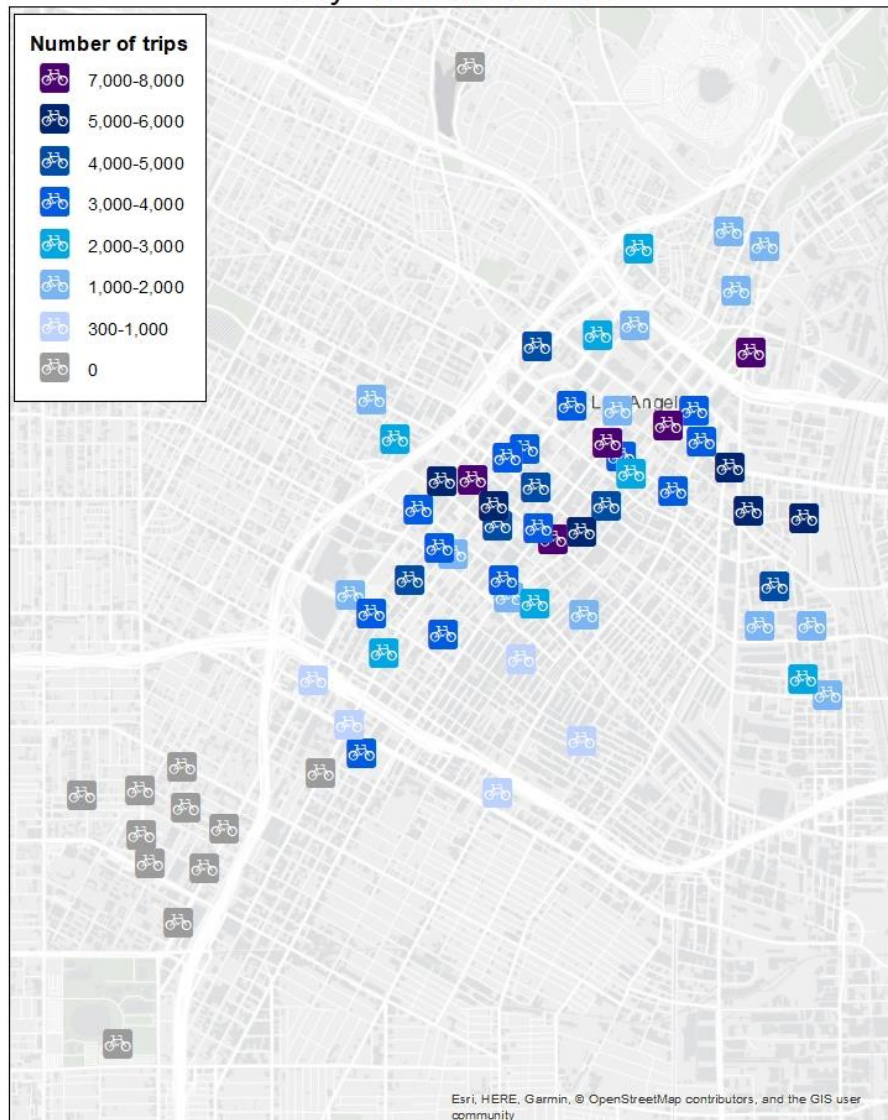 Number of trips
7,000-8,000
5,000-6,000
4,000-5,000
3,000-4,000
2,000-3,000
1,000-2,000
300-1,000
0
Esri, HERE, Garmin, © OpenStreetMap contributors, and the GIS user
community